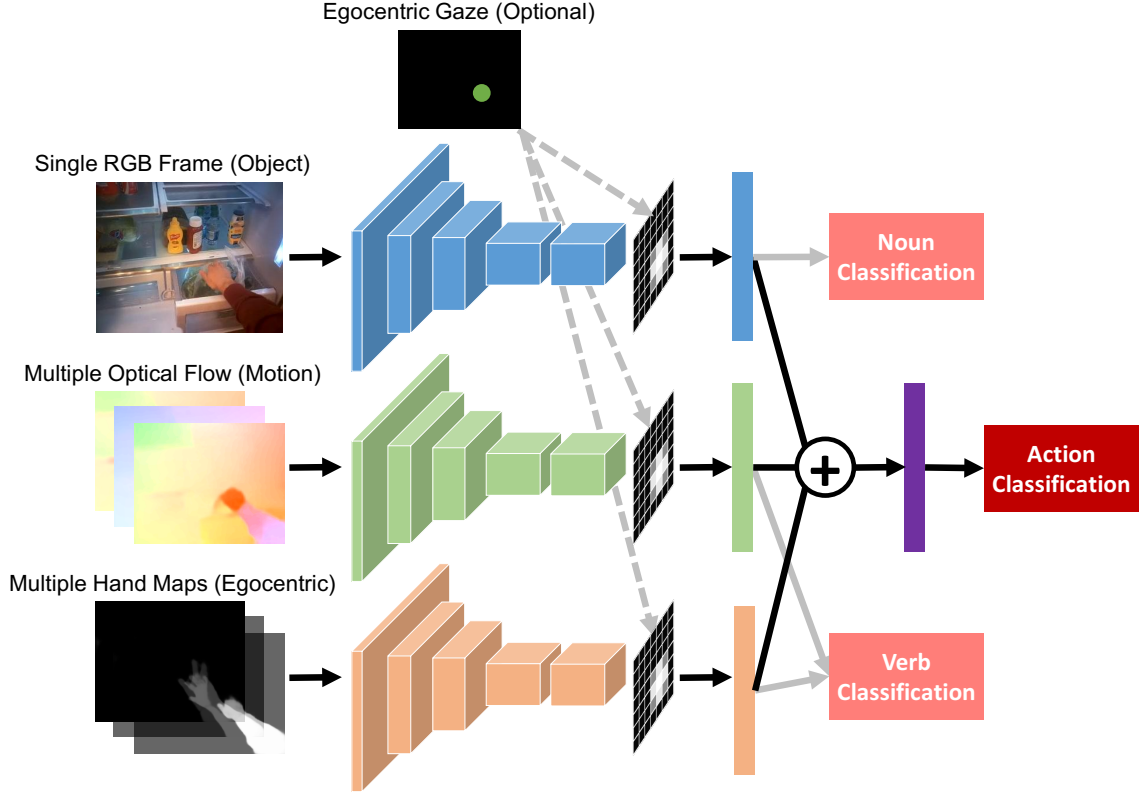 Egocentric Gaze (Optional)
Single RGB Frame (Object)
Noun
Classification
Multiple Optical Flow (Motion)
+
Action
Classification
Multiple Hand Maps (Egocentric)
Verb
Classification